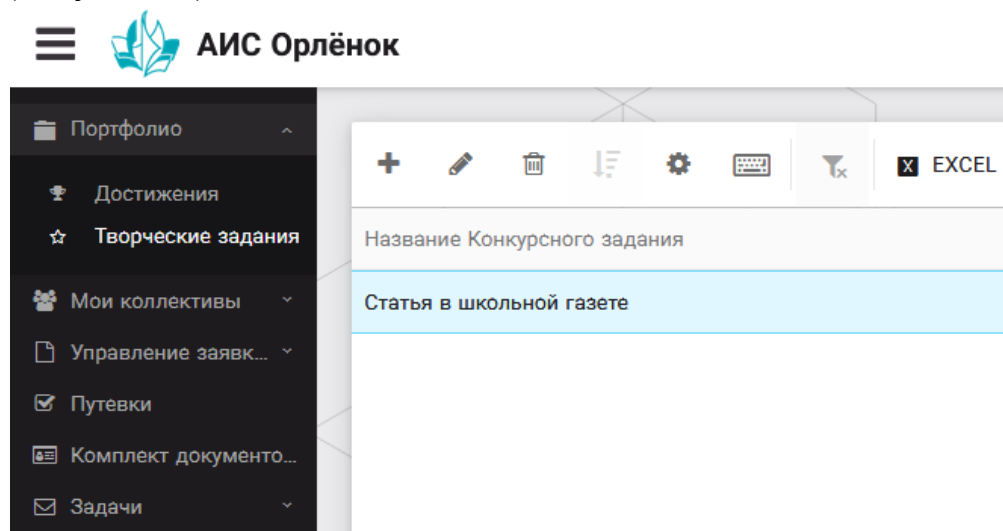 АИС Орлёнок
Портфолио
Достижения
Творческие задания
Мои коллективы
Управление заявк...
Путевки
Комплект документо...
Задачи
X EXCEL
Название Конкурсного задания
Статья в школьной газете